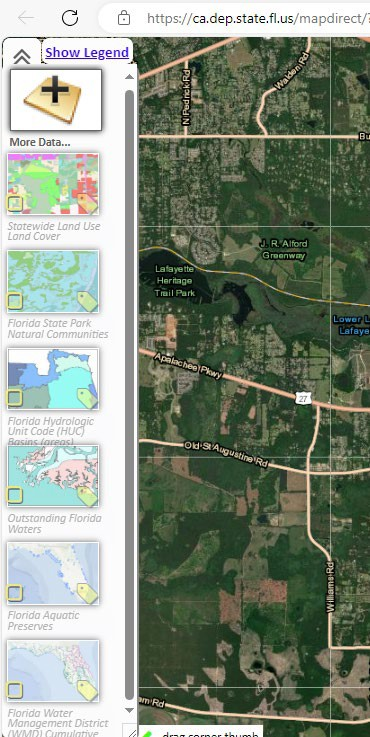 https://ca.dep.state.fl.us/mapdirect/?
Show Legend
More Data...
Statewide Land Use
Land Cover
Florida State Park
Natural Communities
Florida Hydrologic
Unit Code (HUC)
Basins (areas)
Outstanding Florida
Waters
Florida Aquatic
Preserves
Florida Water
Management District
(WMD) Cumulative
N Pedrick Rd
Walden Rd
Bu
J. R. Alford
Greenway
Lafayette
Heritage
Trail Park
Lower L
Lafaye
Apalachee Pkwy
27
Old St Augustine Rd
Williams Rd
em Rd
drag corner thumb